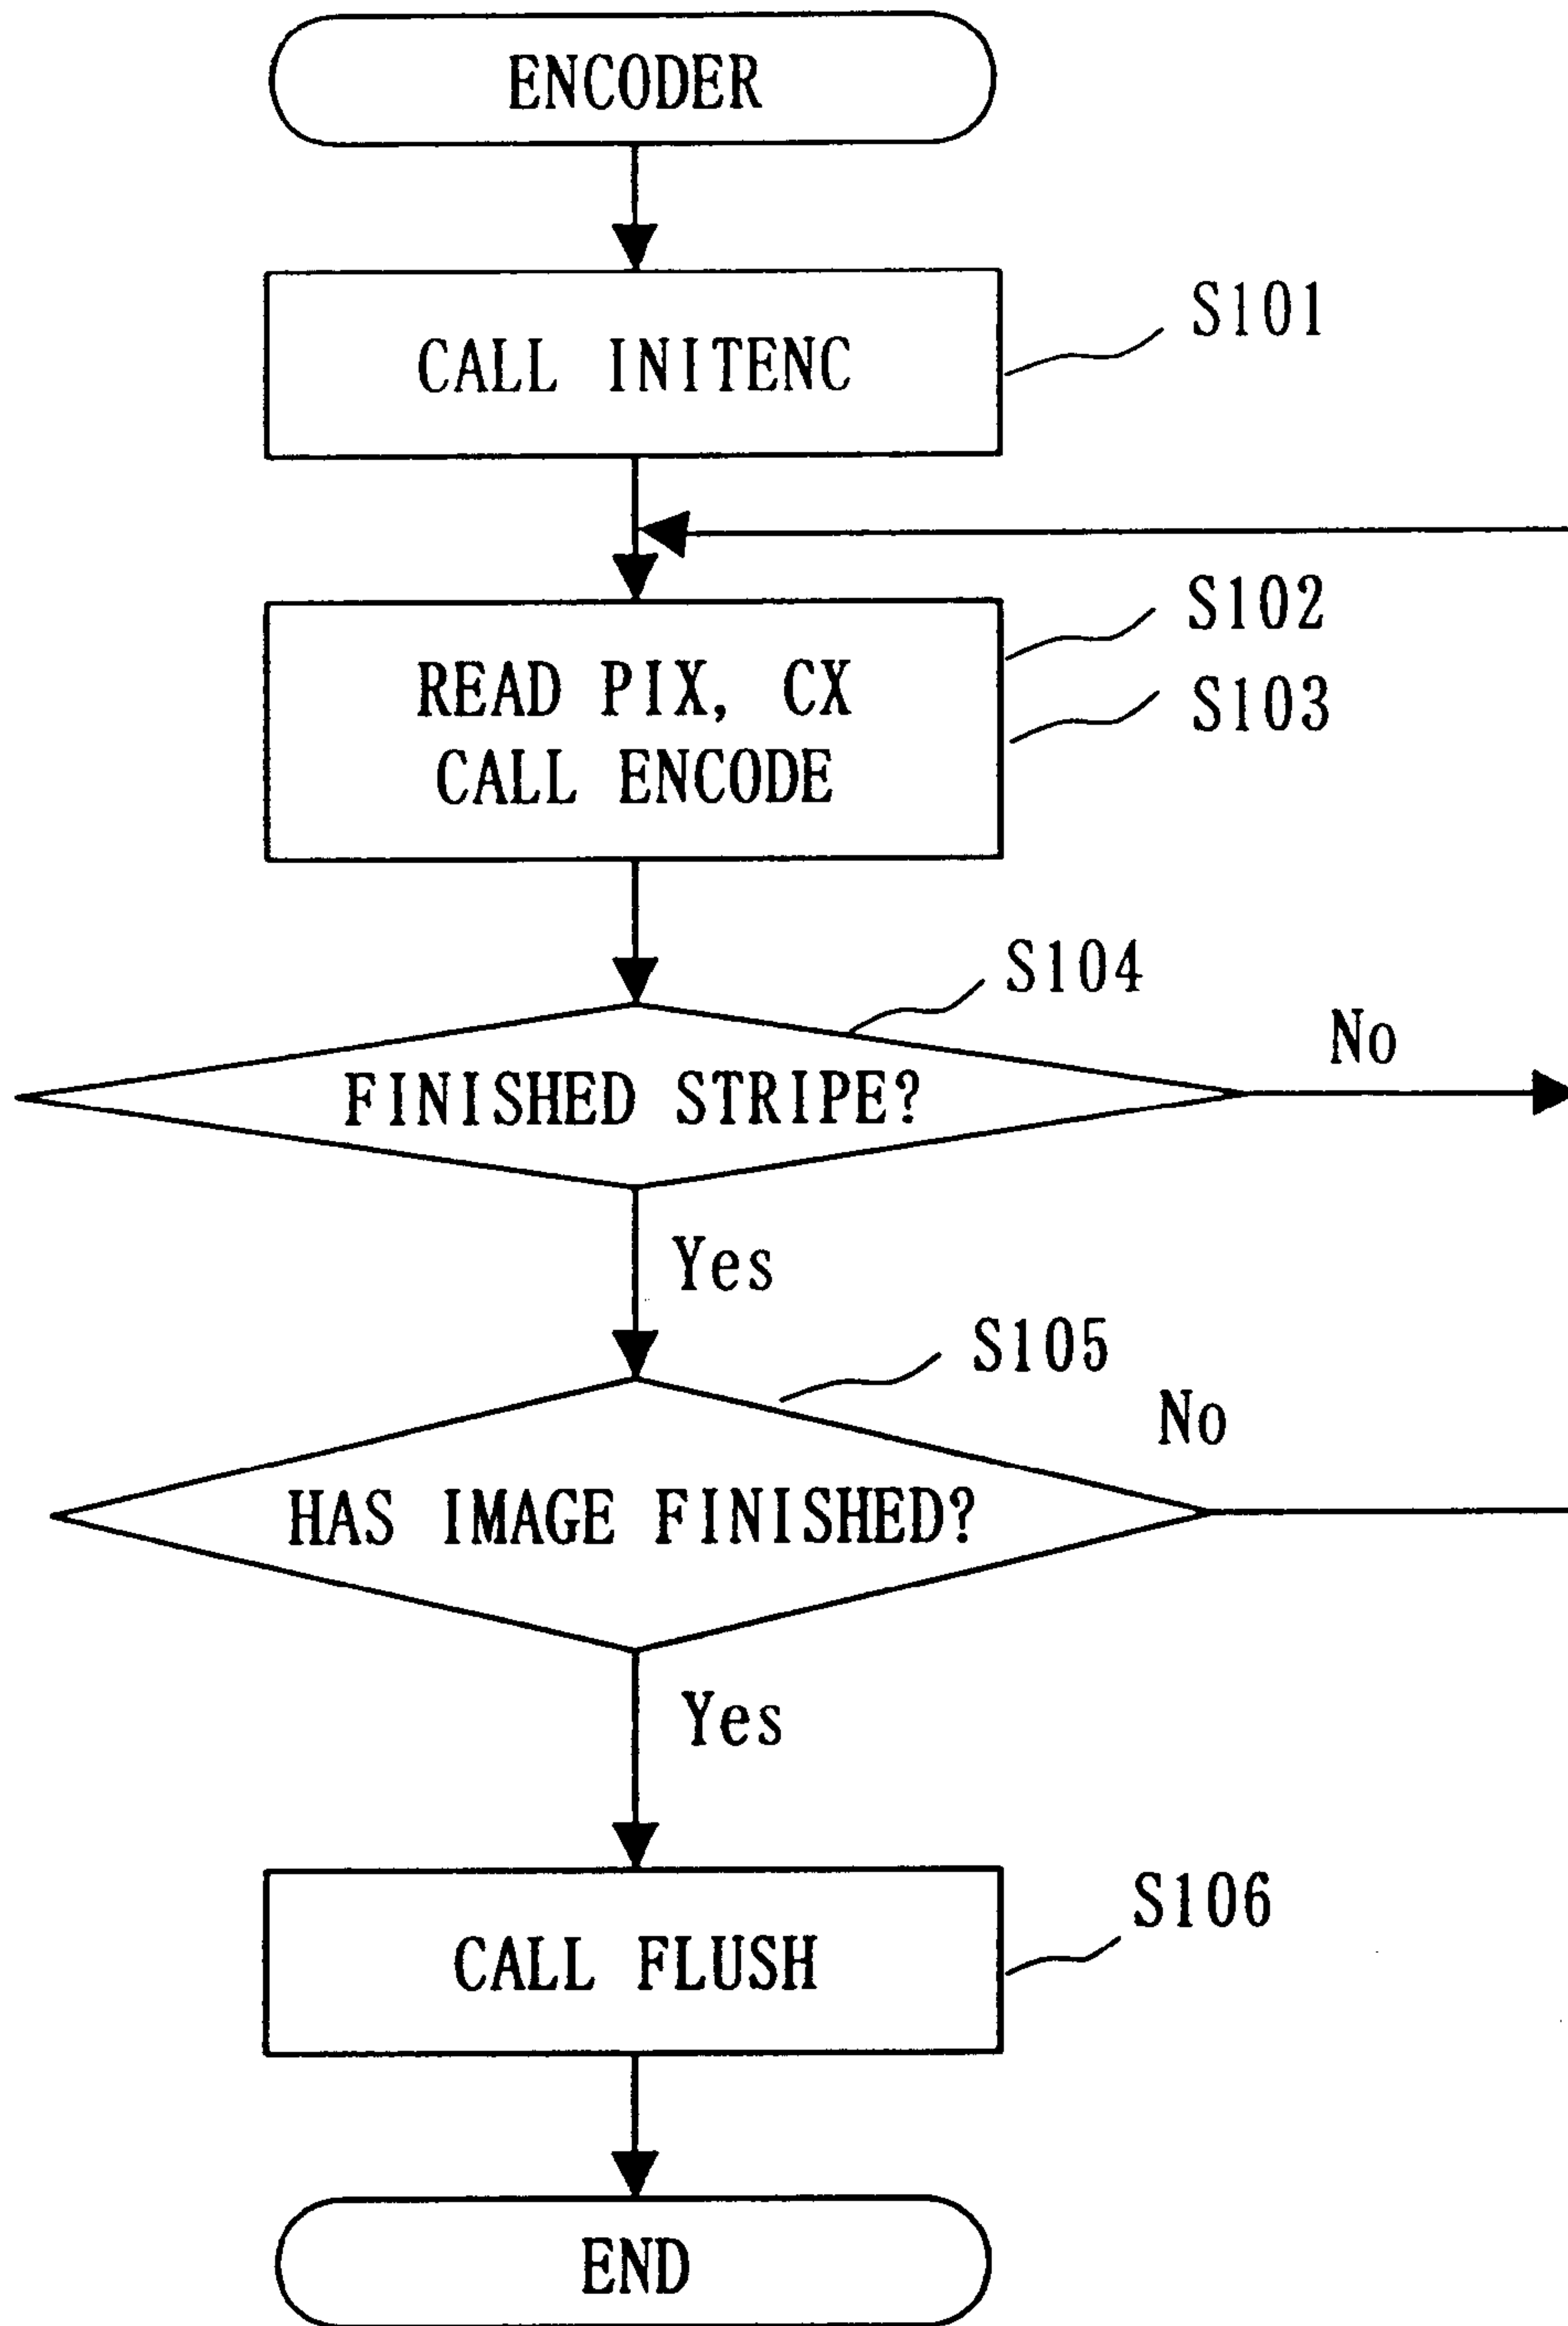 ENCODER
CALL INITENC
S101
READ PIX, CX
S102
CALL ENCODE
S103
S104
FINISHED STRIPE?
No
Yes
S105
HAS IMAGE FINISHED?
No
Yes
CALL FLUSH
S106
END